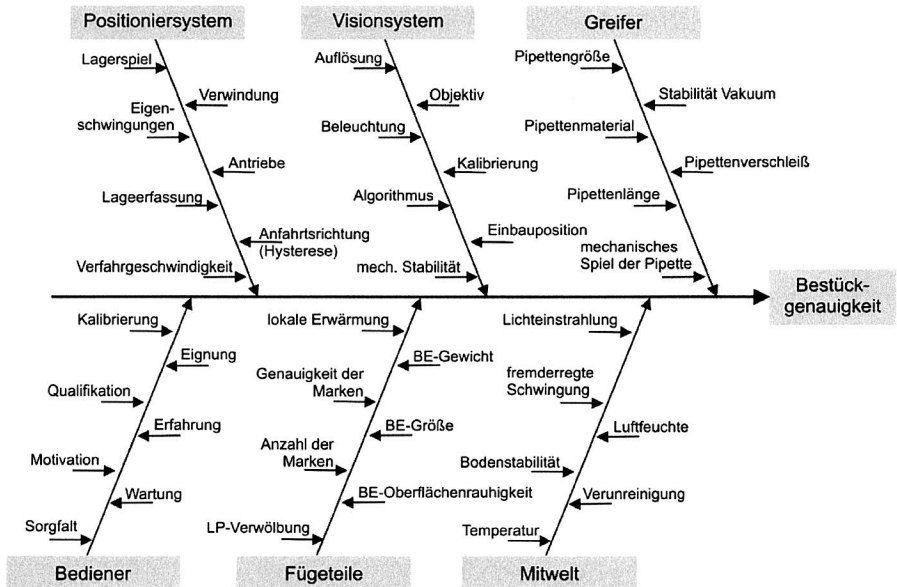 Positioniersystem
Visionsystem
Greifer
Lagerspiel
Verwindung
Eigen-
schwingungen
Antriebe
Lageerfassung
Anfahrtsrichtung
(Hysterese)
Verfahrgeschwindigkeit
Auflösung
Objektiv
Beleuchtung
Kalibrierung
Algorithmus
Einbauposition
mech. Stabilität
Pipettengröße
Stabilität Vakuum
Pipettenmaterial
Pipettenverschleiß
Pipettenlänge
mechanisches
Spiel der Pipette
Bestück-
genauigkeit
Kalibrierung
Eignung
Qualifikation
Erfahrung
Motivation
Wartung
Sorgfalt
lokale Erwärmung
BE-Gewicht
Genauigkeit der
Marken
BE-Größe
Anzahl der
Marken
BE-Oberflächenrauhigkeit
LP-Verwölbung
Lichteinstrahlung
fremderregte
Schwingung
Luftfeuchte
Bodenstabilität
Verunreinigung
Temperatur
Bediener
Fügeteile
Mitwelt